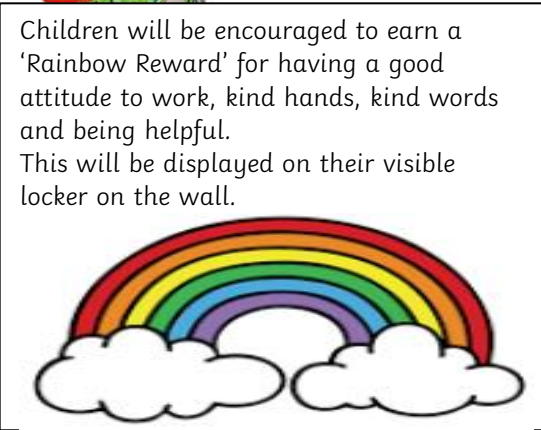 Children will be encouraged to earn a
‘Rainbow Reward’ for having a good
attitude to work, kind hands, kind words
and being helpful.
This will be displayed on their visible
locker on the wall.